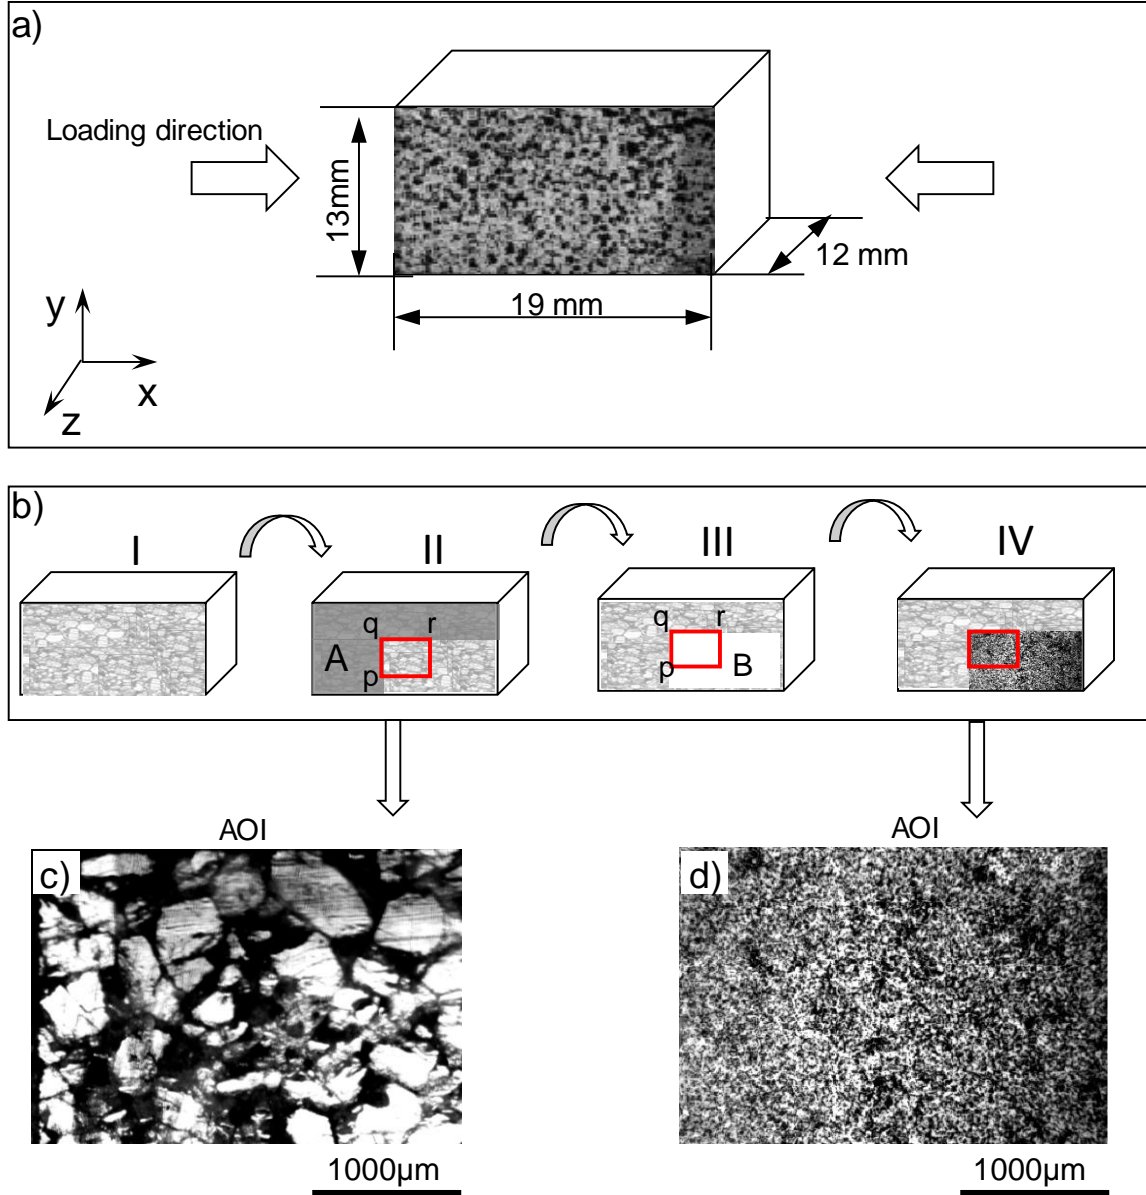 a)
Loading direction
13mm
12 mm
19 mm
y
x
z
b)
I
II
III
IV
q
r
A
p
q
r
p
B
AOI
AOI
c)
d)
1000µm
1000µm